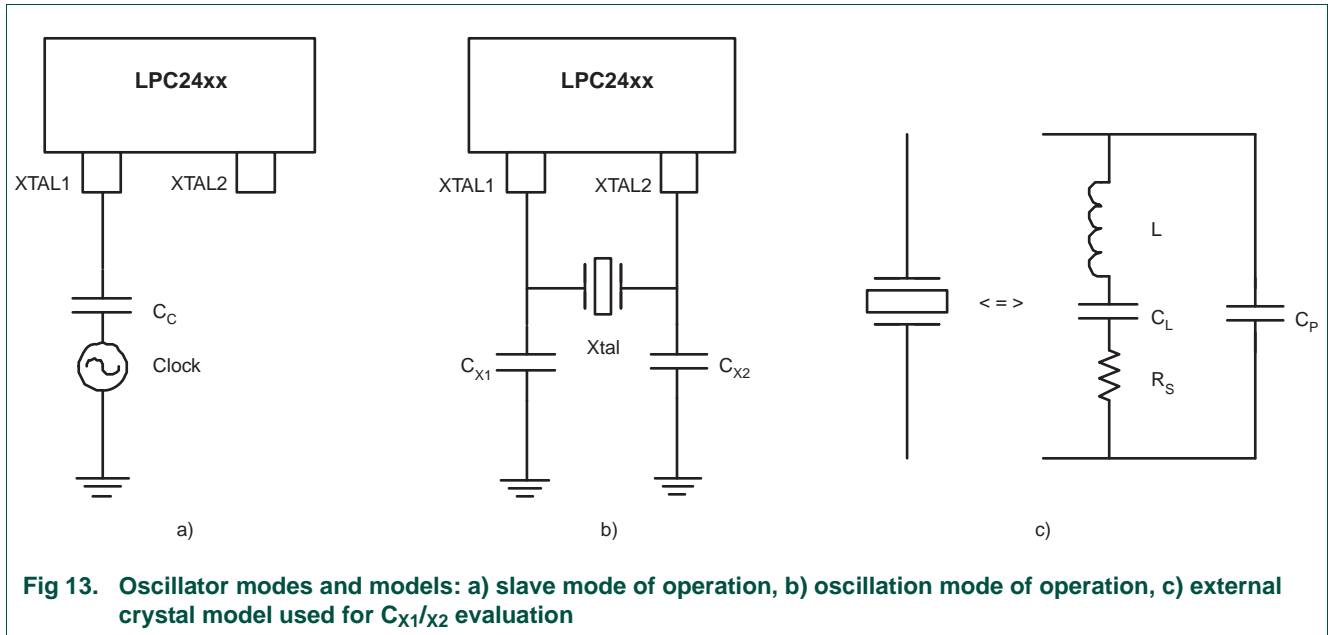 LPC24xx
XTAL1
XTAL2
C_C
Clock
a)
LPC24xx
XTAL1
XTAL2
Xtal
C_X1
C_X2
b)
< = >
L
C_L
R_S
C_P
c)
Fig 13. Oscillator modes and models: a) slave mode of operation, b) oscillation mode of operation, c) external
crystal model used for C_X1/X2 evaluation